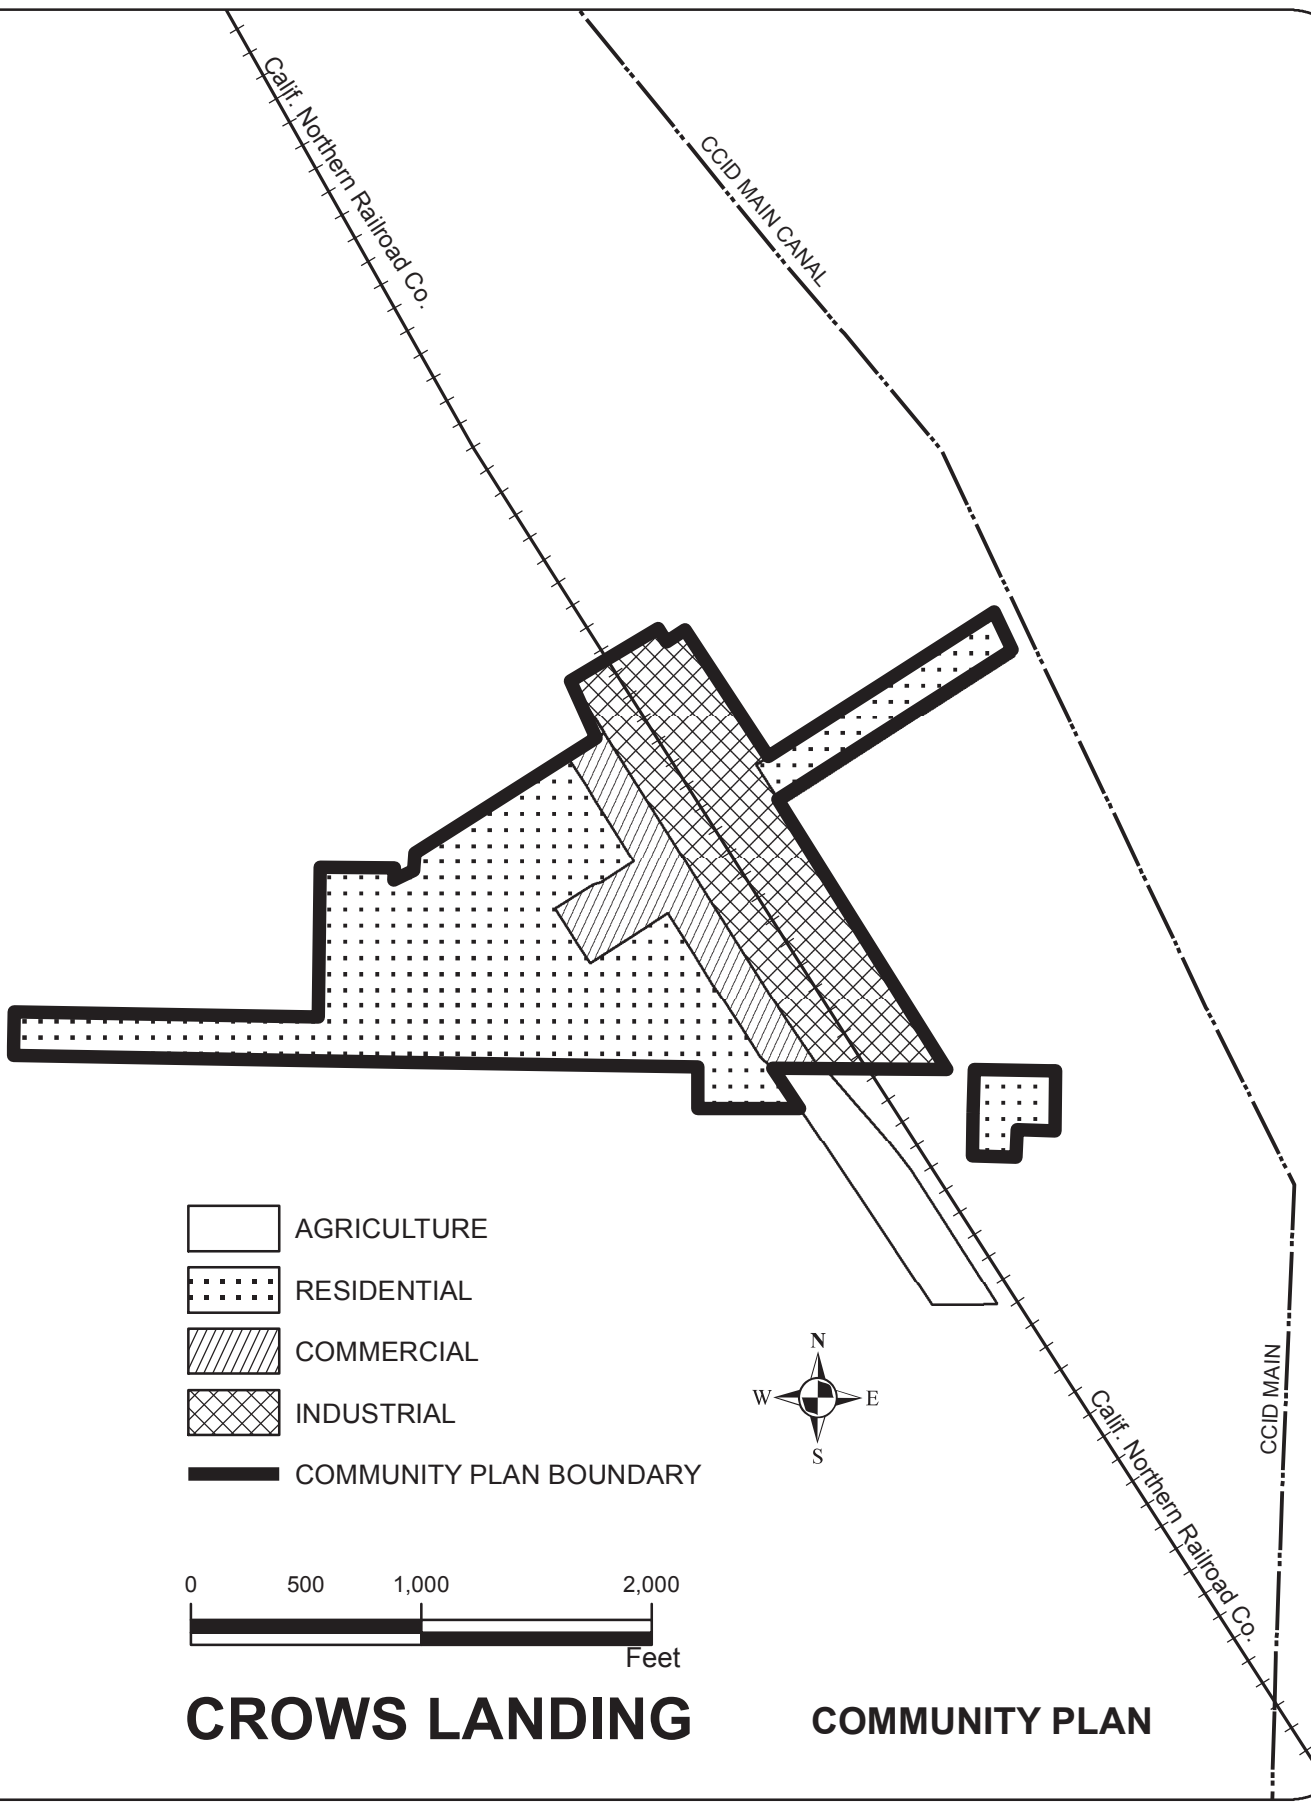 Calif. Northern Railroad Co.
CCID MAIN CANAL
AGRICULTURE
RESIDENTIAL
COMMERCIAL
INDUSTRIAL
COMMUNITY PLAN BOUNDARY
N
W
E
S
CCID MAIN
Calif. Northern Railroad Co.
0 500 1,000 2,000
Feet
CROWS LANDING
COMMUNITY PLAN